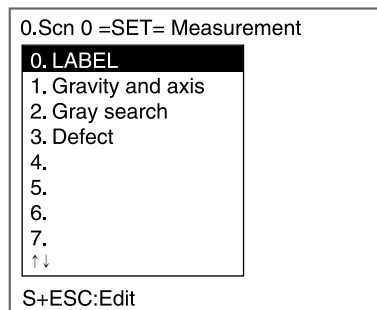 0.Scn 0 =SET= Measurement
0. LABEL
1. Gravity and axis
2. Gray search
3. Defect
4.
5.
6.
7.
↑↓
S+ESC:Edit